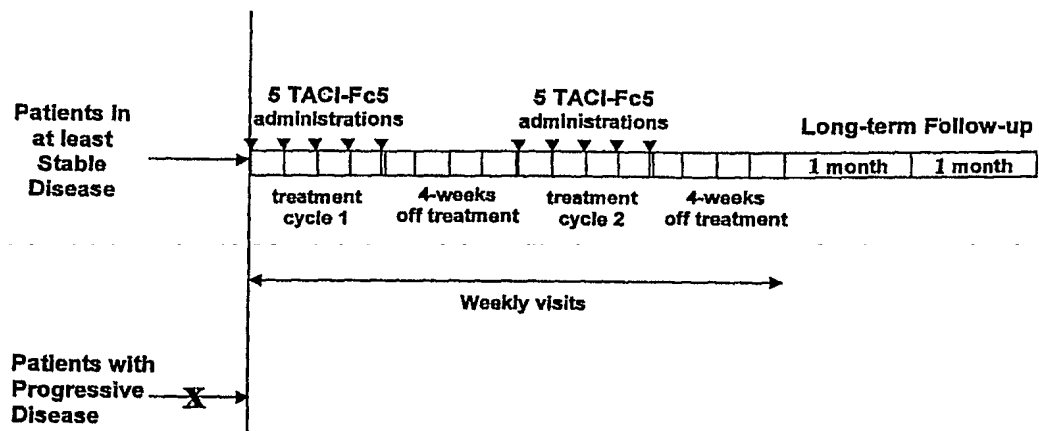 Patients in
at least
Stable
Disease
5 TACI-Fc5
administrations
5 TACI-Fc5
administrations
Long-term Follow-up
1 month
1 month
treatment
cycle 1
4-weeks
off treatment
treatment
cycle 2
4-weeks
off treatment
Weekly visits
Patients with
Progressive
Disease
X